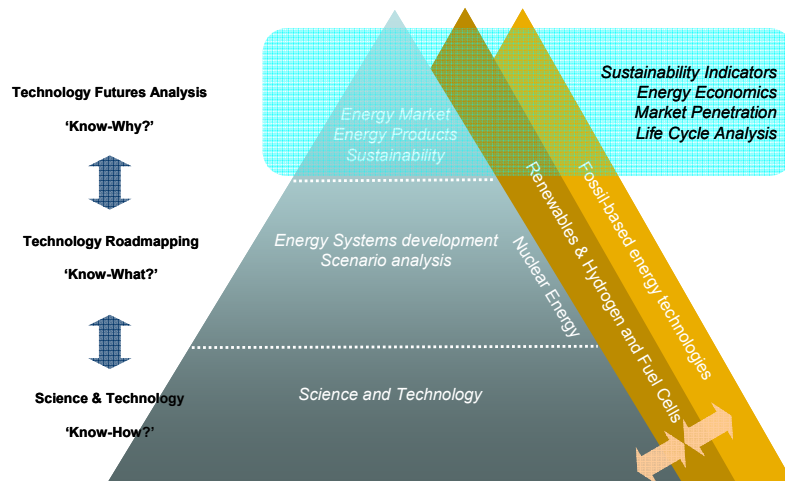 Technology Futures Analysis
‘Know-Why?’
Technology Roadmapping
‘Know-What?’
Science & Technology
‘Know-How?’
Energy Market
Energy Products
Sustainability
Energy Systems development
Scenario analysis
Science and Technology
Nuclear Energy
Renewables & Hydrogen and Fuel Cells
Fossil-based energy technologies
Sustainability Indicators
Energy Economics
Market Penetration
Life Cycle Analysis